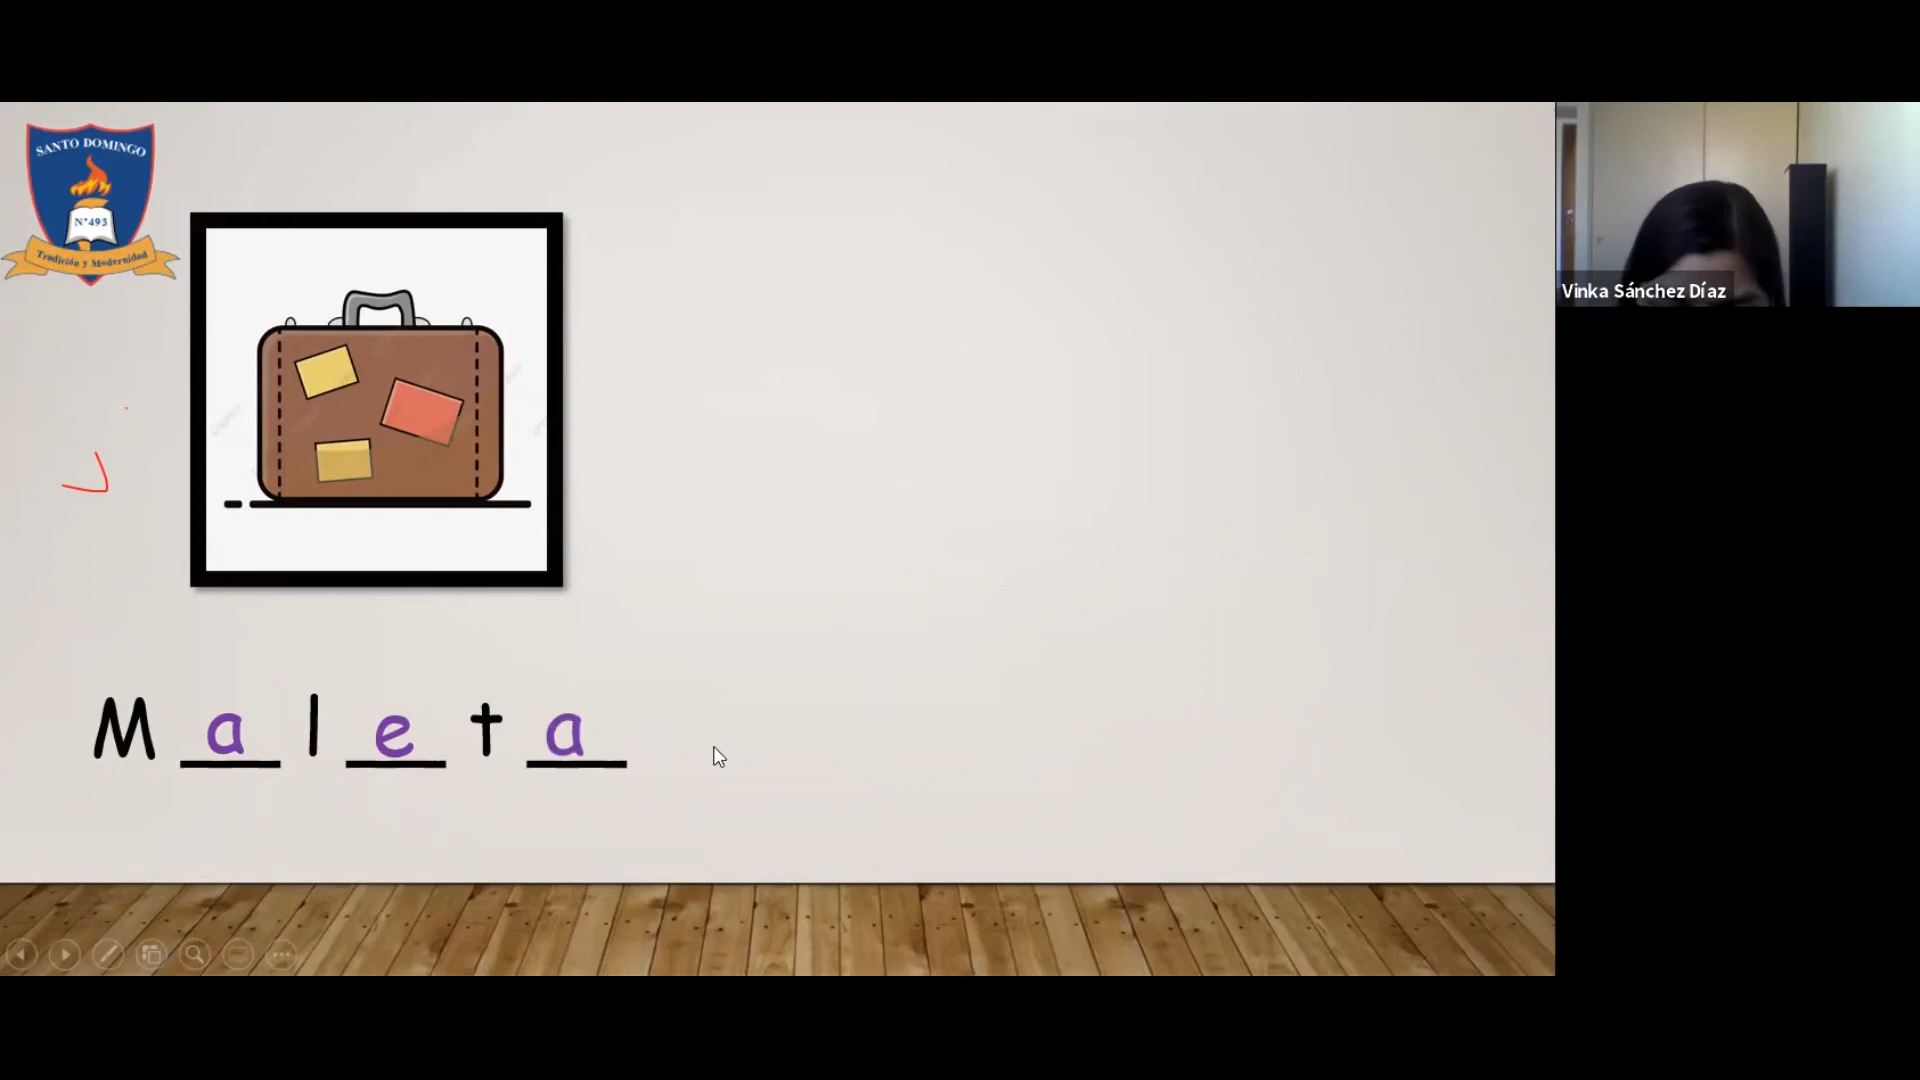 SANTO DOMINGO
N°493
Tradición y Modernidad
Vinka Sánchez Díaz
M a l e t a